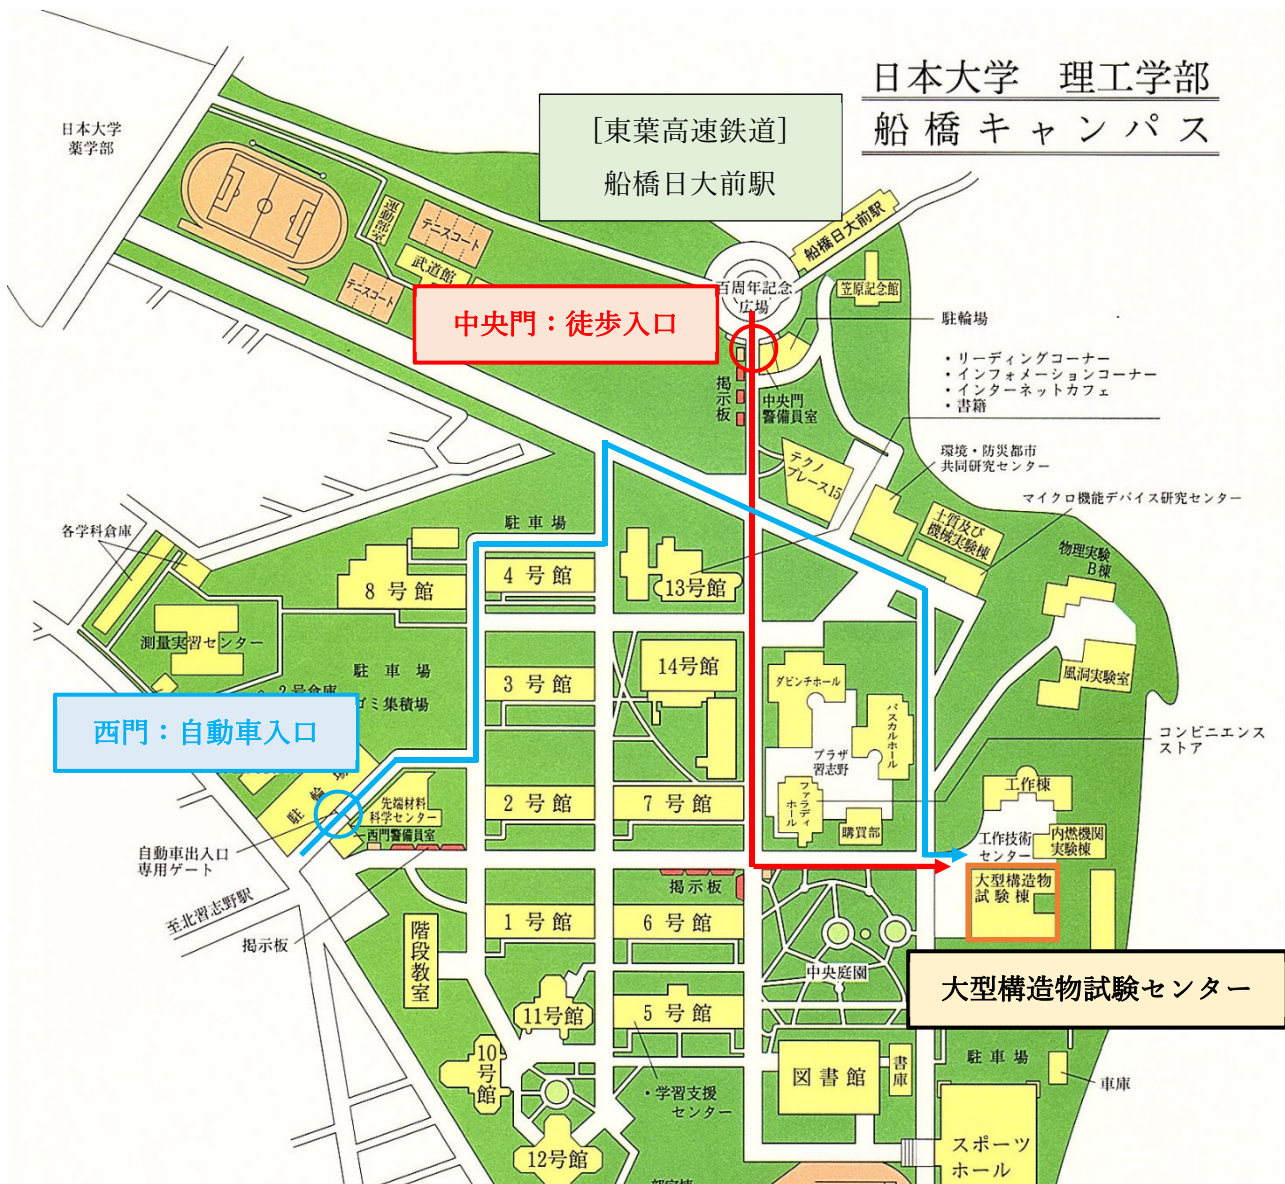 日本大学　理工学部
船橋キャンパス
日本大学
薬学部
[東葉高速鉄道]
船橋日大前駅
船橋日大前駅
運動部室
テニスコート
武道館
テニスコート
百周年記念
広場
笠原記念館
中央門：徒歩入口
駐輪場
・リーディングコーナー
・インフォメーションコーナー
・インターネットカフェ
・書籍
掲示板
中央門
警備員室
テクノ
プレース15
環境・防災都市
共同研究センター
マイクロ機能デバイス研究センター
土質及び
機械実験棟
物理実験
B棟
各学科倉庫
駐車場
8号館
4号館
13号館
測量実習センター
駐車場
2号倉庫
ゴミ集積場
3号館
14号館
ダビンチホール
パスカルホール
風洞実験室
西門：自動車入口
プラザ
習志野
コンビニエンス
ストア
駐輪場
先端材料
科学センター
2号館
7号館
ファラデイ
ホール
購買部
工作棟
西門警備員室
工作技術
センター
内燃機関
実験棟
自動車出入口
専用ゲート
掲示板
大型構造物
試験棟
至北習志野駅
掲示板
階段教室
1号館
6号館
中央庭園
大型構造物試験センター
11号館
5号館
10号館
図書館
書庫
駐車場
車庫
・学習支援
センター
12号館
スポーツ
ホール